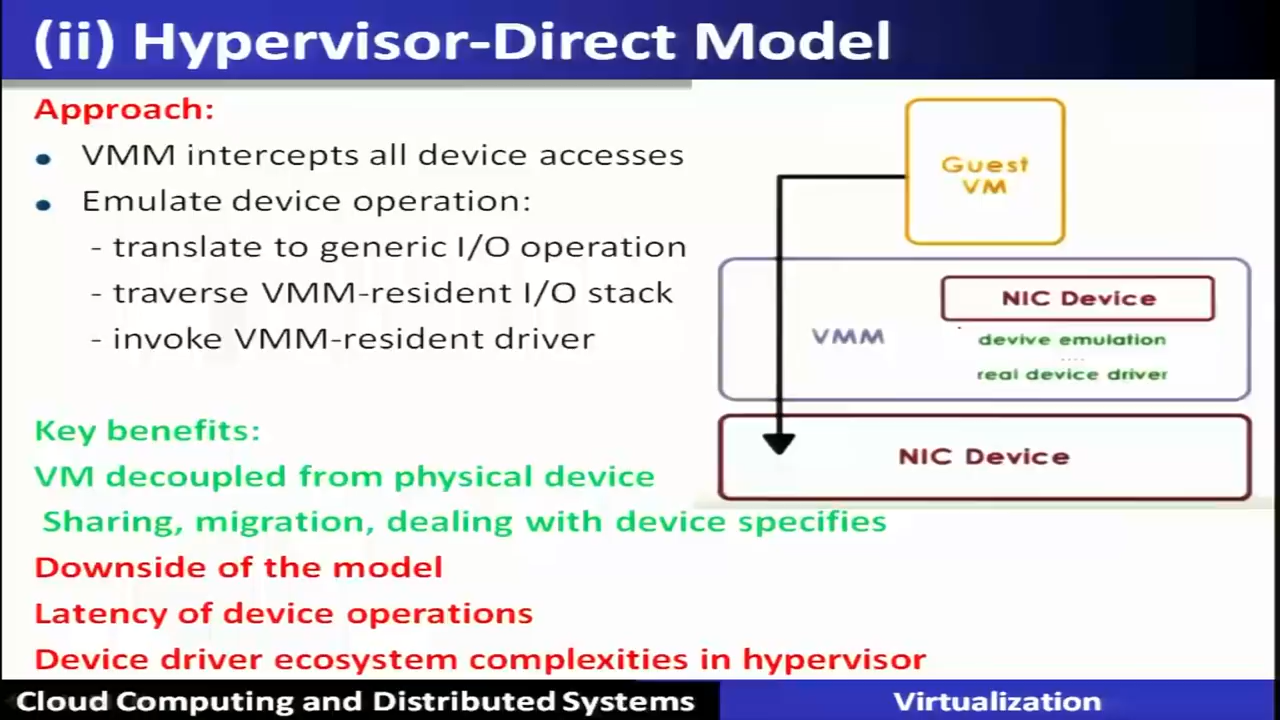 (ii) Hypervisor-Direct Model
Approach:
• VMM intercepts all device accesses
• Emulate device operation:
- translate to generic I/O operation
- traverse VMM-resident I/O stack
- invoke VMM-resident driver
Key benefits:
VM decoupled from physical device
Sharing, migration, dealing with device specifies
Downside of the model
Latency of device operations
Device driver ecosystem complexities in hypervisor
Guest
VM
NIC Device
VMM
devive emulation
....
real device driver
NIC Device
Cloud Computing and Distributed Systems
Virtualization